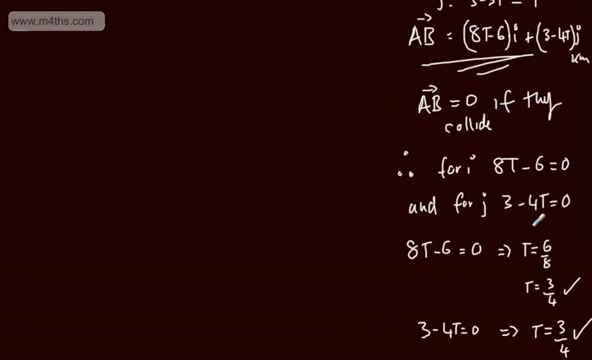 www.m4ths.com
AB→ = (8T-6)i + (3-4T)j km
AB→ = 0 if they
collide
∴ for i 8T-6=0
and for j 3-4T=0
8T-6=0 ⇒ T=6/8
T=3/4 ✓
3-4T=0 ⇒ T=3/4 ✓